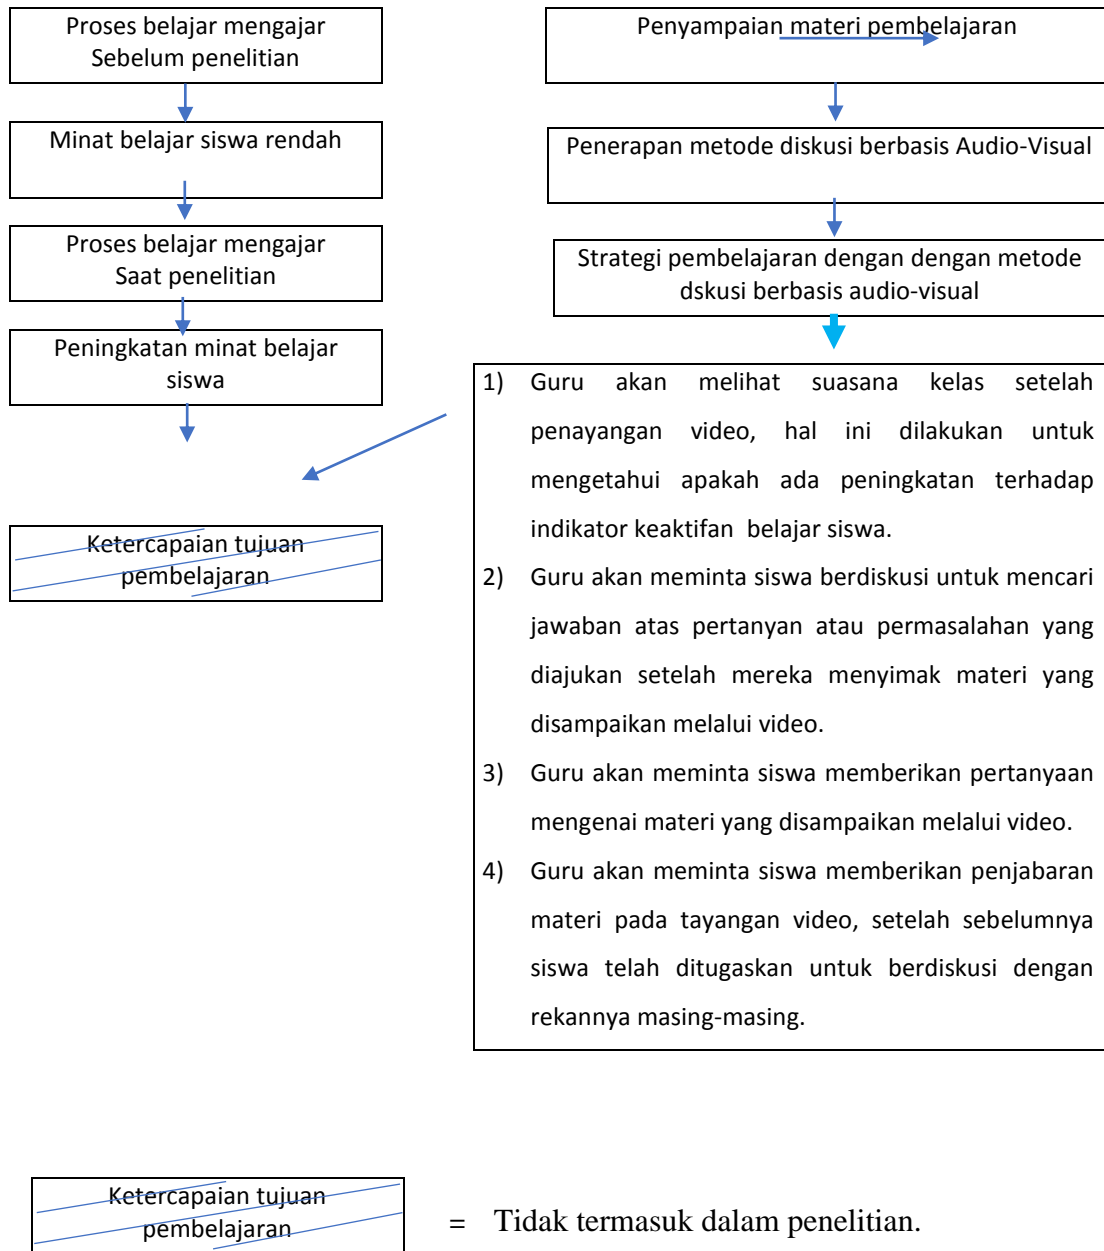 Proses belajar mengajar
Sebelum penelitian
Minat belajar siswa rendah
Proses belajar mengajar
Saat penelitian
Peningkatan minat belajar
siswa
Ketercapaian tujuan
pembelajaran
Penyampaian materi pembelajaran
Penerapan metode diskusi berbasis Audio-Visual
Strategi pembelajaran dengan dengan metode
dskusi berbasis audio-visual
1) Guru akan melihat suasana kelas setelah
penayangan video, hal ini dilakukan untuk
mengetahui apakah ada peningkatan terhadap
indikator keaktifan belajar siswa.
2) Guru akan meminta siswa berdiskusi untuk mencari
jawaban atas pertanyan atau permasalahan yang
diajukan setelah mereka menyimak materi yang
disampaikan melalui video.
3) Guru akan meminta siswa memberikan pertanyaan
mengenai materi yang disampaikan melalui video.
4) Guru akan meminta siswa memberikan penjabaran
materi pada tayangan video, setelah sebelumnya
siswa telah ditugaskan untuk berdiskusi dengan
rekannya masing-masing.
Ketercapaian tujuan
pembelajaran
= Tidak termasuk dalam penelitian.